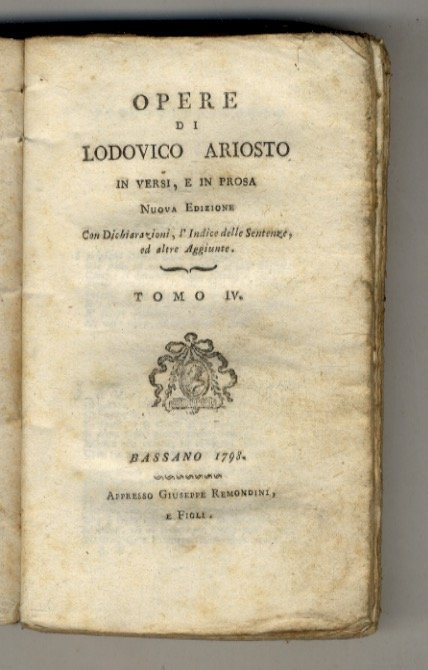 OPERE
DI
LODOVICO ARIOSTO
IN VERSI, E IN PROSA
NUOVA EDIZIONE
Con Dichiarazioni, l' Indice delle Sentenze,
ed altre Aggiunte.
TOMO IV.
BASSANO 1798.
APPRESSO GIUSEPPE REMONDINI,
E FIGLI.